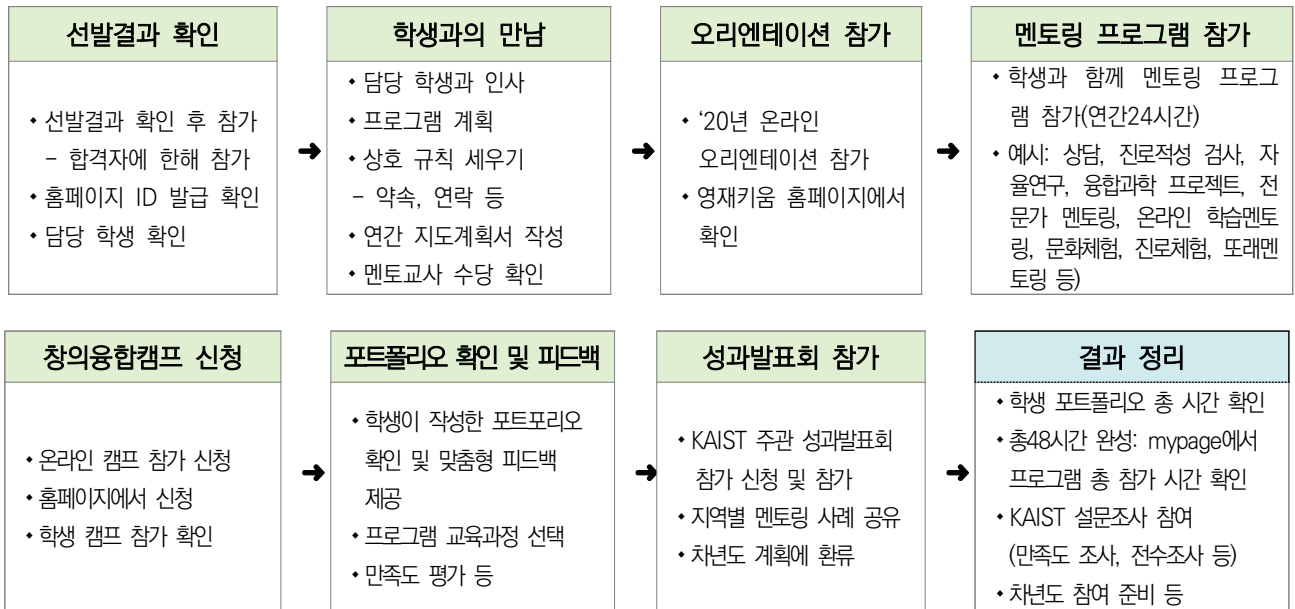 선발결과 확인
• 선발결과 확인 후 참가
- 합격자에 한해 참가
• 홈페이지 ID 발급 확인
• 담당 학생 확인
➜
학생과의 만남
• 담당 학생과 인사
• 프로그램 계획
• 상호 규칙 세우기
- 약속, 연락 등
• 연간 지도계획서 작성
• 멘토교사 수당 확인
➜
오리엔테이션 참가
• ‘20년 온라인
오리엔테이션 참가
• 영재키움 홈페이지에서
확인
➜
멘토링 프로그램 참가
• 학생과 함께 멘토링 프로그
램 참가(연간24시간)
• 예시: 상담, 진로적성 검사, 자
율연구, 융합과학 프로젝트, 전
문가 멘토링, 온라인 학습멘토
링, 문화체험, 진로체험, 또래멘
토링 등)
창의융합캠프 신청
• 온라인 캠프 참가 신청
• 홈페이지에서 신청
• 학생 캠프 참가 확인
➜
포트폴리오 확인 및 피드백
• 학생이 작성한 포트포리오
확인 및 맞춤형 피드백
제공
• 프로그램 교육과정 선택
• 만족도 평가 등
➜
성과발표회 참가
• KAIST 주관 성과발표회
참가 신청 및 참가
• 지역별 멘토링 사례 공유
• 차년도 계획에 환류
➜
결과 정리
• 학생 포트폴리오 총 시간 확인
• 총48시간 완성: mypage에서
프로그램 총 참가 시간 확인
• KAIST 설문조사 참여
(만족도 조사, 전수조사 등)
• 차년도 참여 준비 등